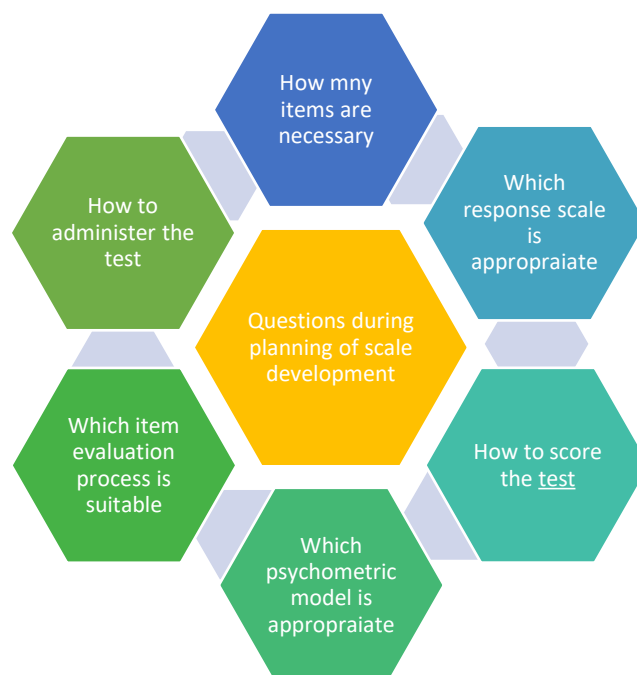 How mny
items are
necessary
Which
response scale
is
appropraiate
How to score
the test
Which
psychometric
model is
appropraiate
Which item
evaluation
process is
suitable
How to
administer the
test
Questions during
planning of scale
development